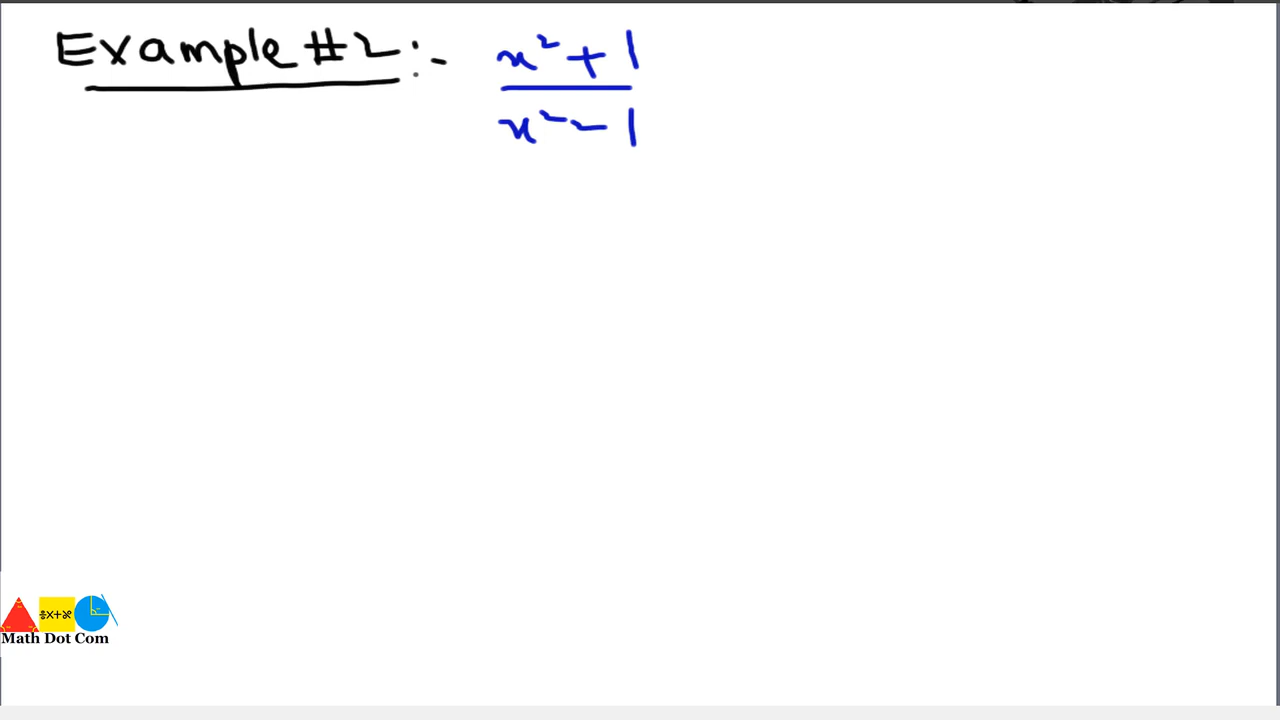 Example #2:-
x² + 1
x² - 1
÷x+
Math Dot Com